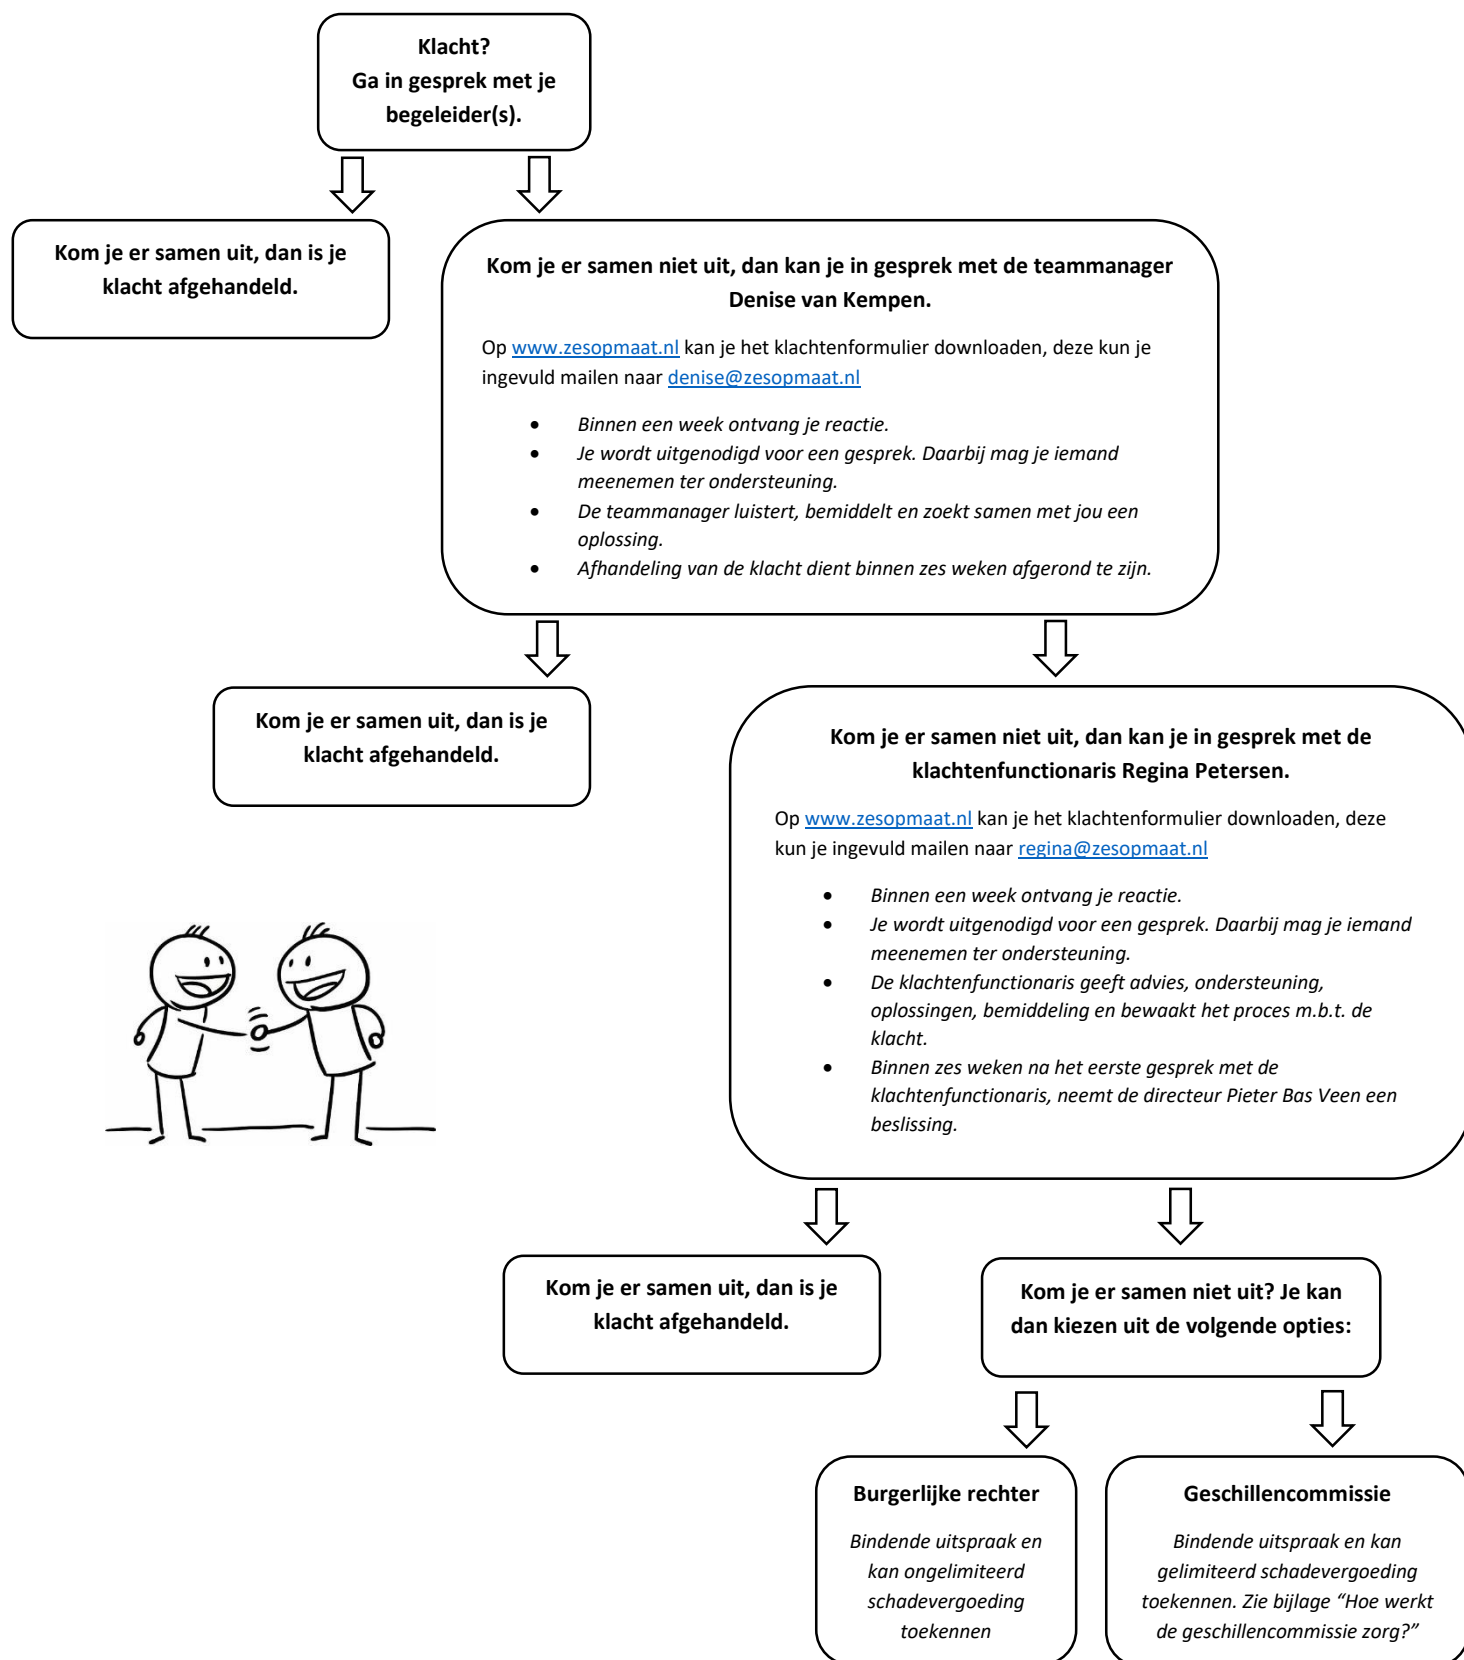 Klacht?
Ga in gesprek met je
begeleider(s).
Kom je er samen uit, dan is je
klacht afgehandeld.
Kom je er samen niet uit, dan kan je in gesprek met de teammanager
Denise van Kempen.
Op www.zesopmaat.nl kan je het klachtenformulier downloaden, deze kun je
ingevuld mailen naar denise@zesopmaat.nl
• Binnen een week ontvang je reactie.
• Je wordt uitgenodigd voor een gesprek. Daarbij mag je iemand
meenemen ter ondersteuning.
• De teammanager luistert, bemiddelt en zoekt samen met jou een
oplossing.
• Afhandeling van de klacht dient binnen zes weken afgerond te zijn.
Kom je er samen uit, dan is je
klacht afgehandeld.
Kom je er samen niet uit, dan kan je in gesprek met de
klachtenfunctionaris Regina Petersen.
Op www.zesopmaat.nl kan je het klachtenformulier downloaden, deze
kun je ingevuld mailen naar regina@zesopmaat.nl
• Binnen een week ontvang je reactie.
• Je wordt uitgenodigd voor een gesprek. Daarbij mag je iemand
meenemen ter ondersteuning.
• De klachtenfunctionaris geeft advies, ondersteuning,
oplossingen, bemiddeling en bewaakt het proces m.b.t. de
klacht.
• Binnen zes weken na het eerste gesprek met de
klachtenfunctionaris, neemt de directeur Pieter Bas Veen een
beslissing.
Kom je er samen uit, dan is je
klacht afgehandeld.
Kom je er samen niet uit? Je kan
dan kiezen uit de volgende opties:
Burgerlijke rechter
Bindende uitspraak en
kan ongelimiteerd
schadevergoeding
toekennen
Geschillencommissie
Bindende uitspraak en kan
gelimiteerd schadevergoeding
toekennen. Zie bijlage “Hoe werkt
de geschillencommissie zorg?”